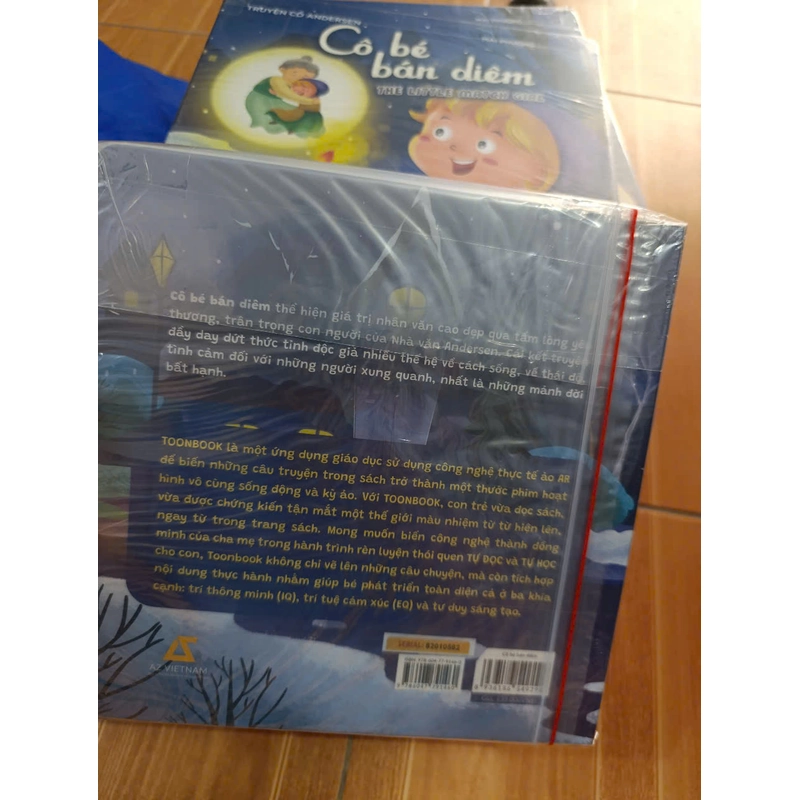 TRUYỆN CỔ ANDERSEN
Cô bé
bán diêm
THE LITTLE MATCH GIRL
Cô bé bán diêm thể hiện giá trị nhân văn cao đẹp qua tấm lòng yê
thương, trân trọng con người của Nhà văn Andersen. Cái kết truyện
đầy day dứt thức tỉnh độc giả nhiều thế hệ về cách sống, về thái độ,
tình cảm đối với những người xung quanh, nhất là những mảnh đời
bất hạnh.
TOONBOOK là một ứng dụng giáo dục sử dụng công nghệ thực tế ảo AR
để biến những câu truyện trong sách trở thành một thước phim hoạt
hình vô cùng sống động và kỳ ảo. Với TOONBOOK, con trẻ vừa đọc sách,
vừa được chứng kiến tận mắt một thế giới màu nhiệm từ từ hiện lên,
ngay từ trong trang sách. Mong muốn biến công nghệ thành đồng
minh của cha mẹ trong hành trình rèn luyện thói quen TỰ ĐỌC và TỰ HỌC
cho con, Toonbook không chỉ vẽ lên những câu chuyện, mà còn tích hợp
nội dung thực hành nhằm giúp bé phát triển toàn diện cả ở ba khía
cạnh: trí thông minh (IQ), trí tuệ cảm xúc (EQ) và tư duy sáng tạo.
AZ VIETNAM